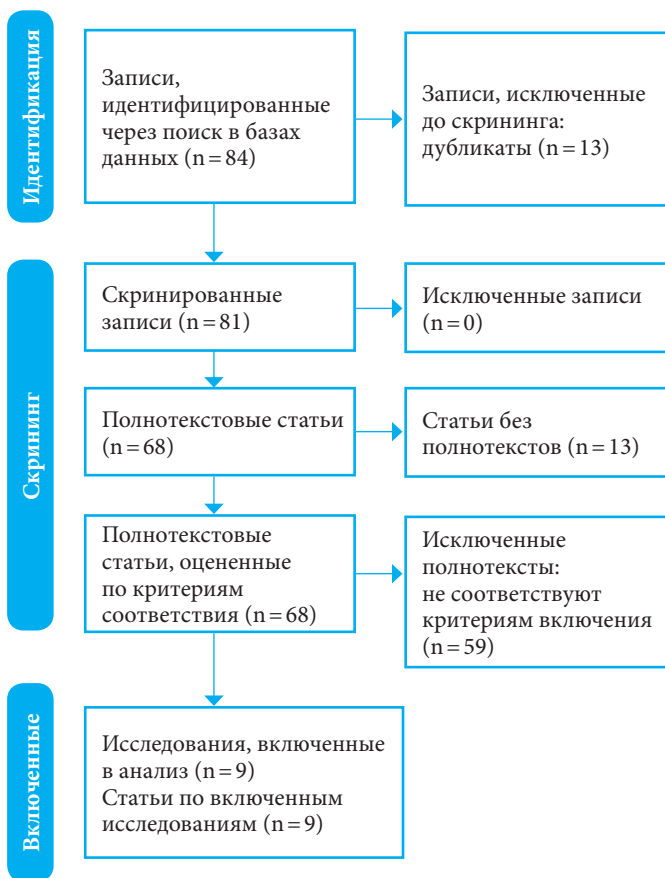 Идентификация
Записи,
идентифицированные
через поиск в базах
данных (n = 84)
Записи, исключенные
до скрининга:
дубликаты (n = 13)
Скрининг
Скринированные
записи (n = 81)
Исключенные записи
(n = 0)
Полнотекстовые статьи
(n = 68)
Статьи без
полнотекстов (n = 13)
Полнотекстовые
статьи, оцененные
по критериям
соответствия (n = 68)
Исключенные
полнотексты:
не соответствуют
критериям включения
(n = 59)
Включенные
Исследования, включенные
в анализ (n = 9)
Статьи по включенным
исследованиям (n = 9)